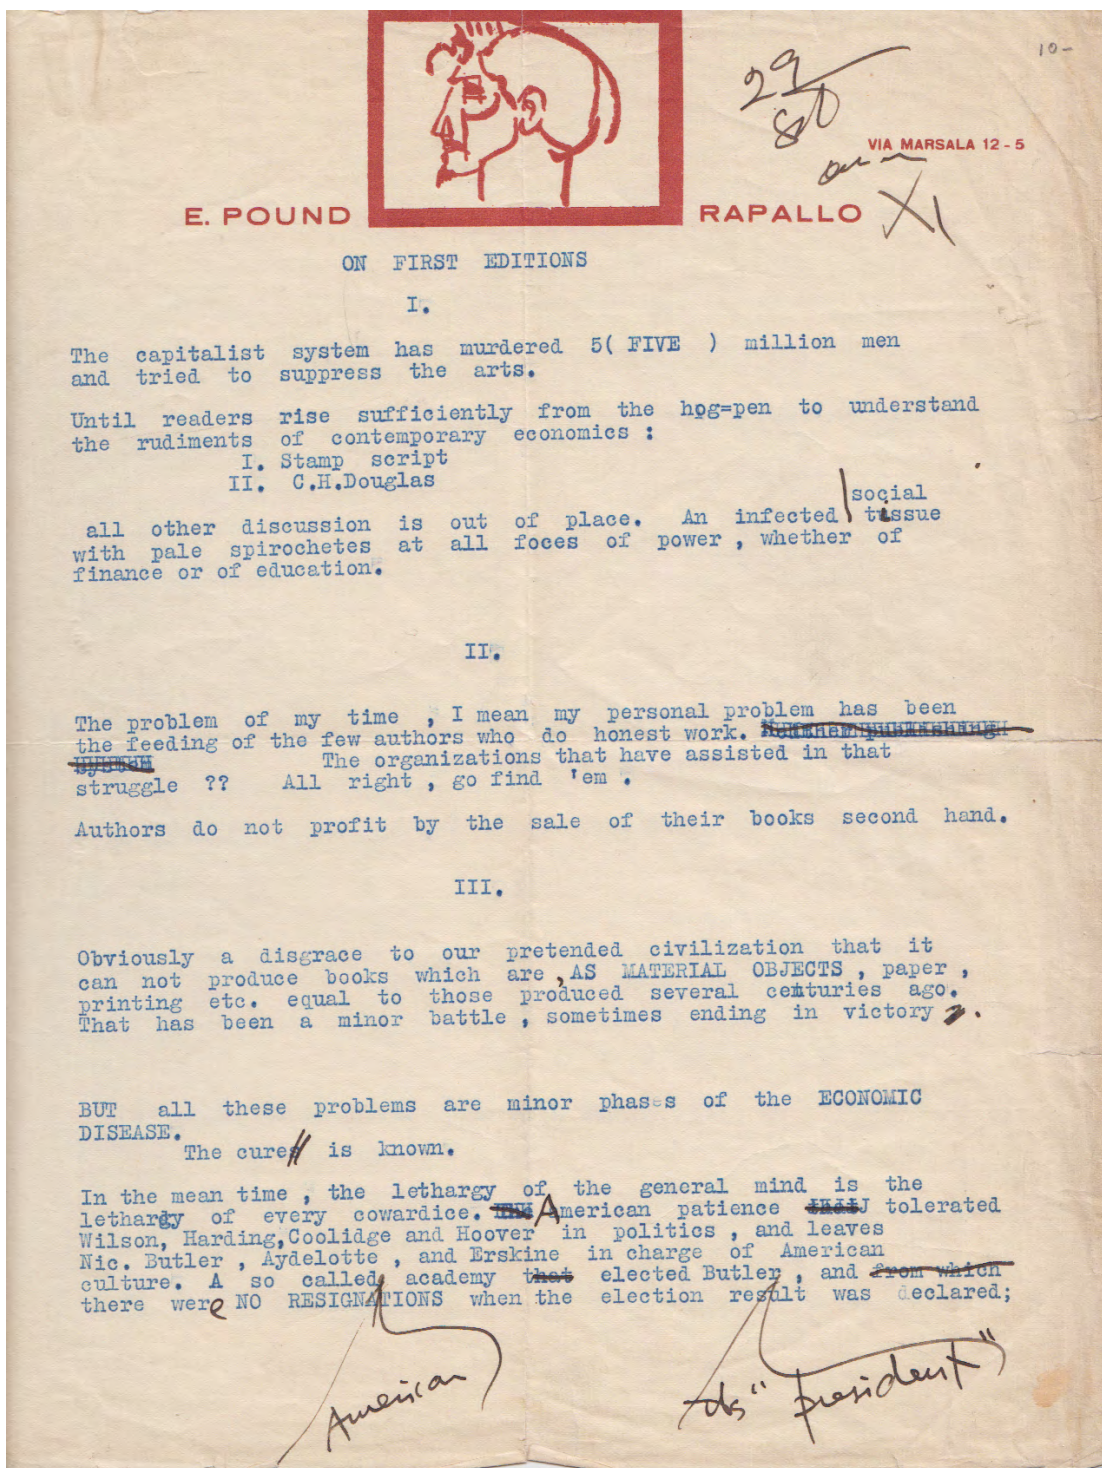 10-
29
VIA MARSALA 12-5
E. POUND
RAPALLO
XI
ON FIRST EDITIONS
I.
The capitalist system has murdered 5( FIVE ) million men
and tried to suppress the arts.
Until readers rise sufficiently from the hog=pen to understand
the rudiments of contemporary economics :
I. Stamp script
II. C.H.Douglas
social
all other discussion is out of place. An infected tissue
with pale spirochetes at all foces of power , whether of
finance or of education.
II.
The problem of my time , I mean my personal problem has been
the feeding of the few authors who do honest work.
The organizations that have assisted in that
struggle ?? All right , go find 'em .
Authors do not profit by the sale of their books second hand.
III.
Obviously a disgrace to our pretended civilization that it
can not produce books which are , AS MATERIAL OBJECTS , paper ,
printing etc. equal to those produced several centuries ago.
That has been a minor battle , sometimes ending in victory .
BUT all these problems are minor phases of the ECONOMIC
DISEASE.
The cure is known.
In the mean time , the lethargy of the general mind is the
lethargy of every cowardice. American patience tolerated
Wilson, Harding,Coolidge and Hoover in politics , and leaves
Nic. Butler , Aydelotte , and Erskine in charge of American
culture. A so called academy that elected Butler , and from which
there were NO RESIGNATIONS when the election result was declared;
American
its "president"